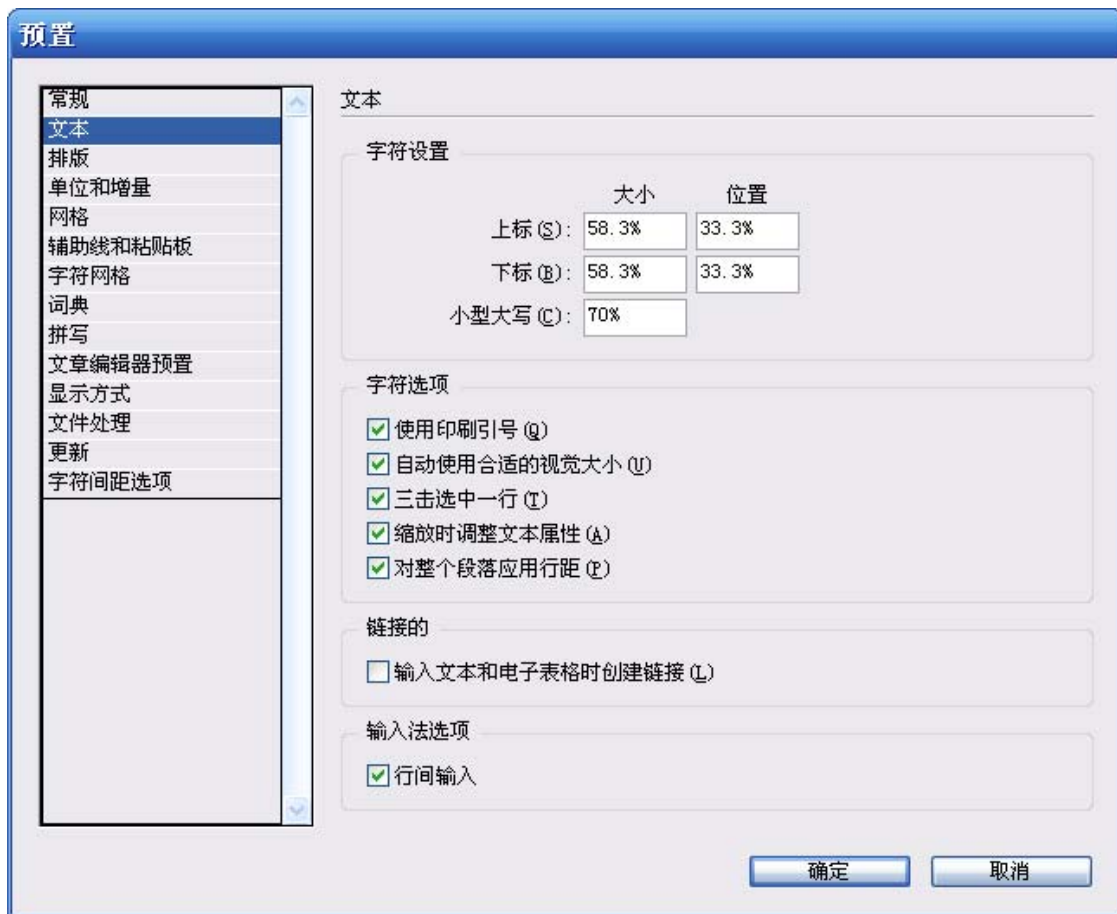 预置
常规
文本
排版
单位和增量
网格
辅助线和粘贴板
字符网格
词典
拼写
文章编辑器预置
显示方式
文件处理
更新
字符间距选项
文本
字符设置
大小 位置
上标(S): 58.3% 33.3%
下标(B): 58.3% 33.3%
小型大写(C): 70%
字符选项
使用印刷引号(Q)
自动使用合适的视觉大小(U)
三击选中一行(T)
缩放时调整文本属性(A)
对整个段落应用行距(P)
链接的
输入文本和电子表格时创建链接(L)
输入法选项
行间输入
确定 取消